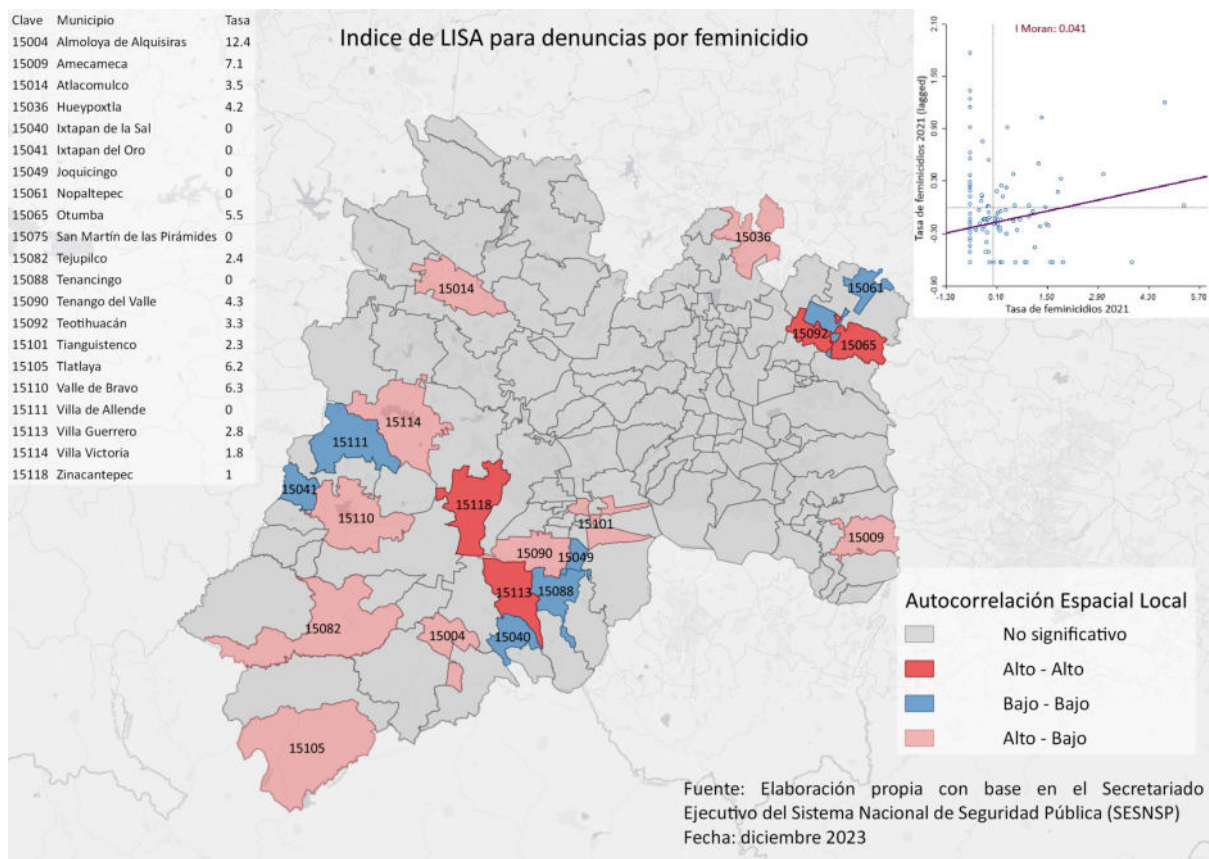 Indice de LISA para denuncias por feminicidio
Clave Municipio Tasa
15004 Almoloya de Alquisiras 12.4
15009 Amecameca 7.1
15014 Atlacomulco 3.5
15036 Hueypoxtla 4.2
15040 Ixtapan de la Sal 0
15041 Ixtapan del Oro 0
15049 Joquicingo 0
15061 Nopaltepec 0
15065 Otumba 5.5
15075 San Martín de las Pirámides 0
15082 Tejupilco 2.4
15088 Tenancingo 0
15090 Tenango del Valle 4.3
15092 Teotihuacán 3.3
15101 Tianguistenco 2.3
15105 Tlatlaya 6.2
15110 Valle de Bravo 6.3
15111 Villa de Allende 0
15113 Villa Guerrero 2.8
15114 Villa Victoria 1.8
15118 Zinacantepec 1
I Moran: 0.041
Tasa de feminicidios 2021 (lagged)
2.10
1.50
0.90
0.30
-0.30
-0.90
-1.30 0.10 1.50 2.90 4.30 5.70
Tasa de feminicidios 2021
15036
15014
15061
15092
15065
15114
15111
15041
15118
15110
15101
15009
15090
15049
15113
15088
15082
15004
15040
15105
Autocorrelación Espacial Local
No significativo
Alto - Alto
Bajo - Bajo
Alto - Bajo
Fuente: Elaboración propia con base en el Secretariado
Ejecutivo del Sistema Nacional de Seguridad Pública (SESNSP)
Fecha: diciembre 2023